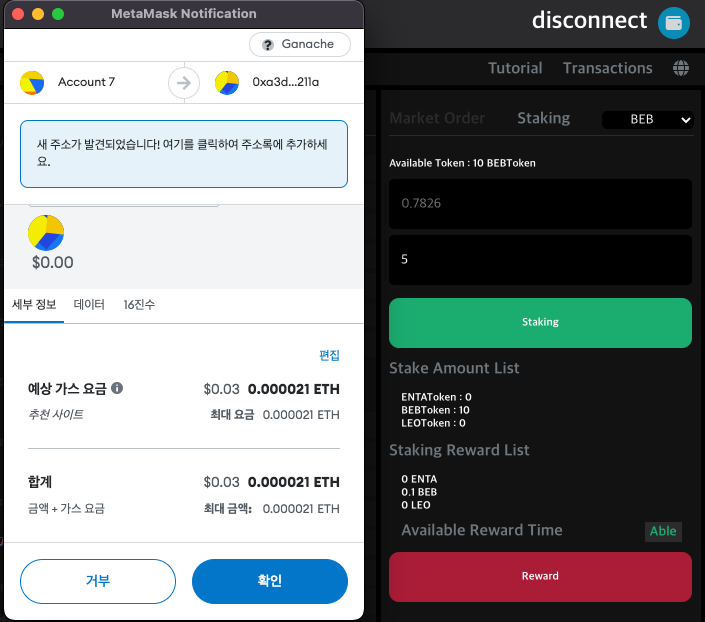 MetaMask Notification
? Ganache
Account 7
0xa3d...211a
새 주소가 발견되었습니다! 여기를 클릭하여 주소록에 추가하세
요.
$0.00
세부 정보 데이터 16진수
편집
예상 가스 요금 $0.03 0.000021 ETH
추천 사이트 최대 요금 0.000021 ETH
합계 $0.03 0.000021 ETH
금액 + 가스 요금 최대 금액: 0.000021 ETH
거부 확인
disconnect
Tutorial Transactions
Market Order Staking BEB
Available Token : 10 BEBToken
0.7826
5
Staking
Stake Amount List
ENTAToken : 0
BEBToken : 10
LEOToken : 0
Staking Reward List
0 ENTA
0.1 BEB
0 LEO
Available Reward Time Able
Reward